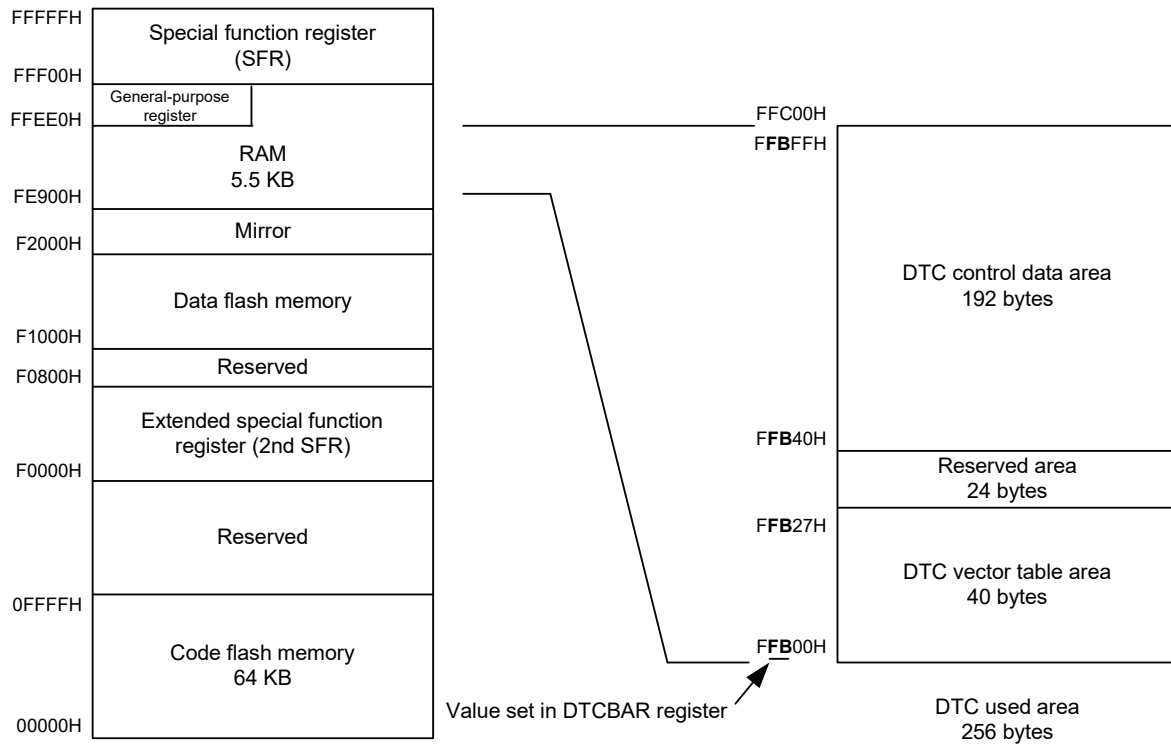 FFFFFH
Special function register
(SFR)
FFF00H
General-purpose
register
FFEE0H
RAM
5.5 KB
FE900H
Mirror
F2000H
Data flash memory
F1000H
Reserved
F0800H
Extended special function
register (2nd SFR)
F0000H
Reserved
0FFFFH
Code flash memory
64 KB
00000H
FFC00H
FFBFFH
DTC control data area
192 bytes
FFB40H
Reserved area
24 bytes
FFB27H
DTC vector table area
40 bytes
FFB00H
Value set in DTCBAR register
DTC used area
256 bytes